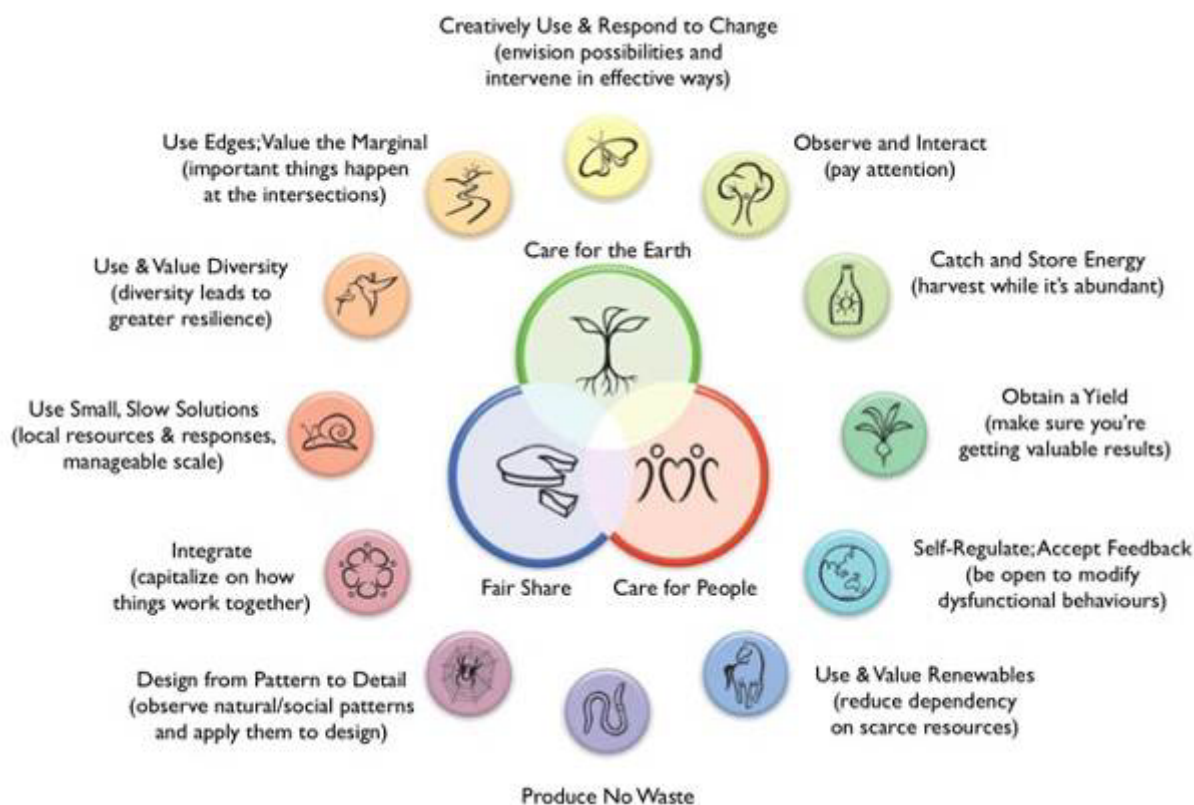 Creatively Use & Respond to Change
(envision possibilities and
intervene in effective ways)
Observe and Interact
(pay attention)
Catch and Store Energy
(harvest while it's abundant)
Obtain a Yield
(make sure you're
getting valuable results)
Self-Regulate; Accept Feedback
(be open to modify
dysfunctional behaviours)
Use & Value Renewables
(reduce dependency
on scarce resources)
Produce No Waste
Design from Pattern to Detail
(observe natural/social patterns
and apply them to design)
Integrate
(capitalize on how
things work together)
Use Small, Slow Solutions
(local resources & responses,
manageable scale)
Use & Value Diversity
(diversity leads to
greater resilience)
Use Edges; Value the Marginal
(important things happen
at the intersections)
Care for the Earth
Fair Share
Care for People